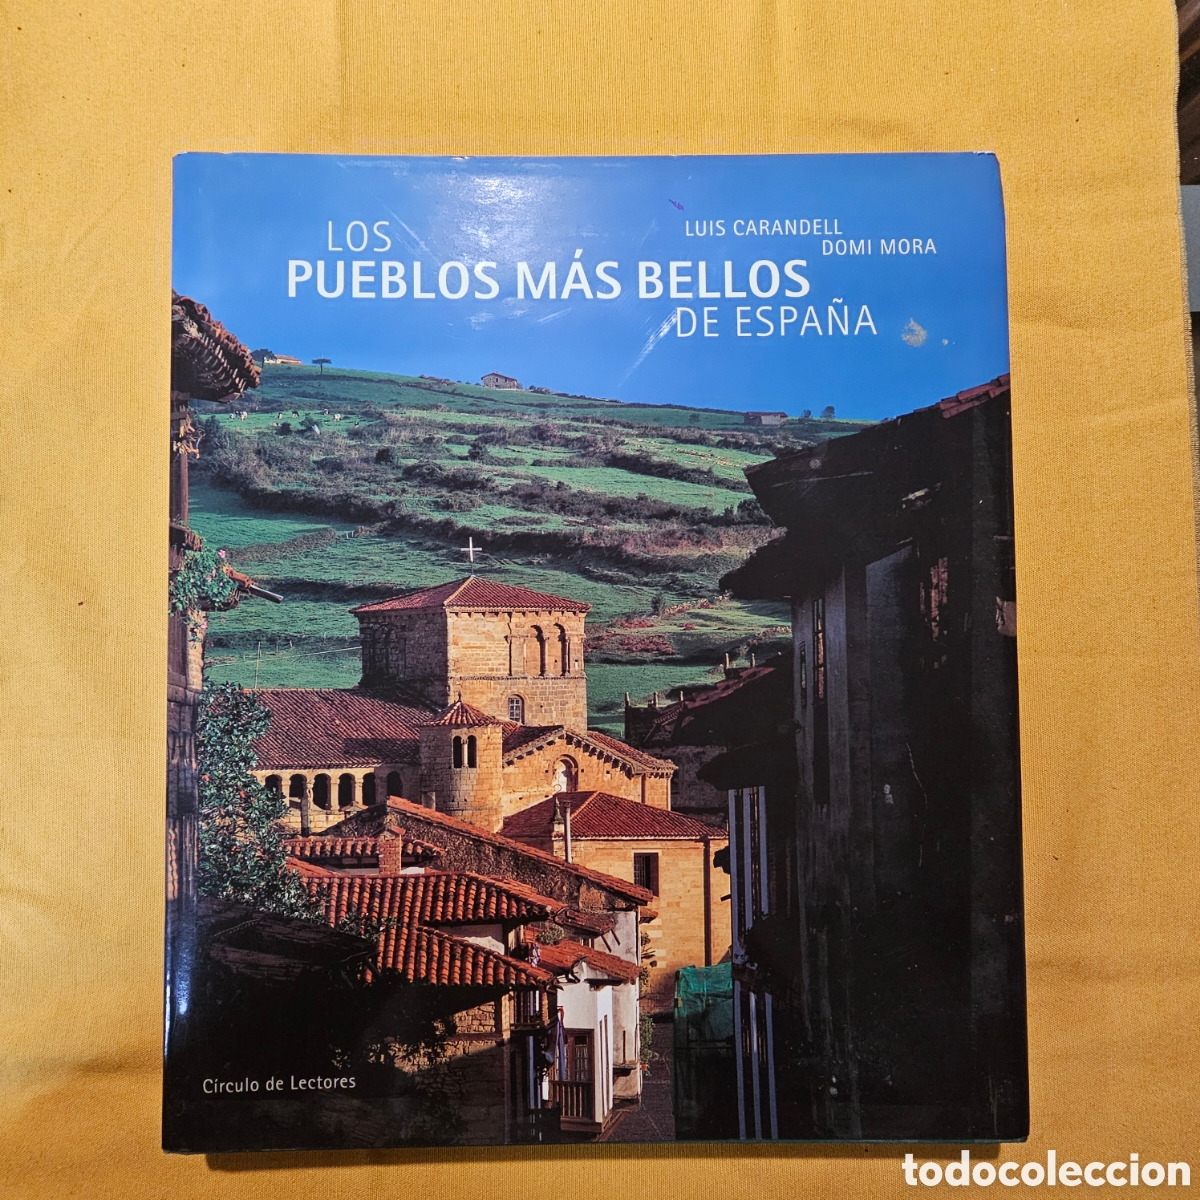 LOS
PUEBLOS MÁS BELLOS
DE ESPAÑA
LUIS CARANDELL
DOMI MORA
Círculo de Lectores
todocoleccion